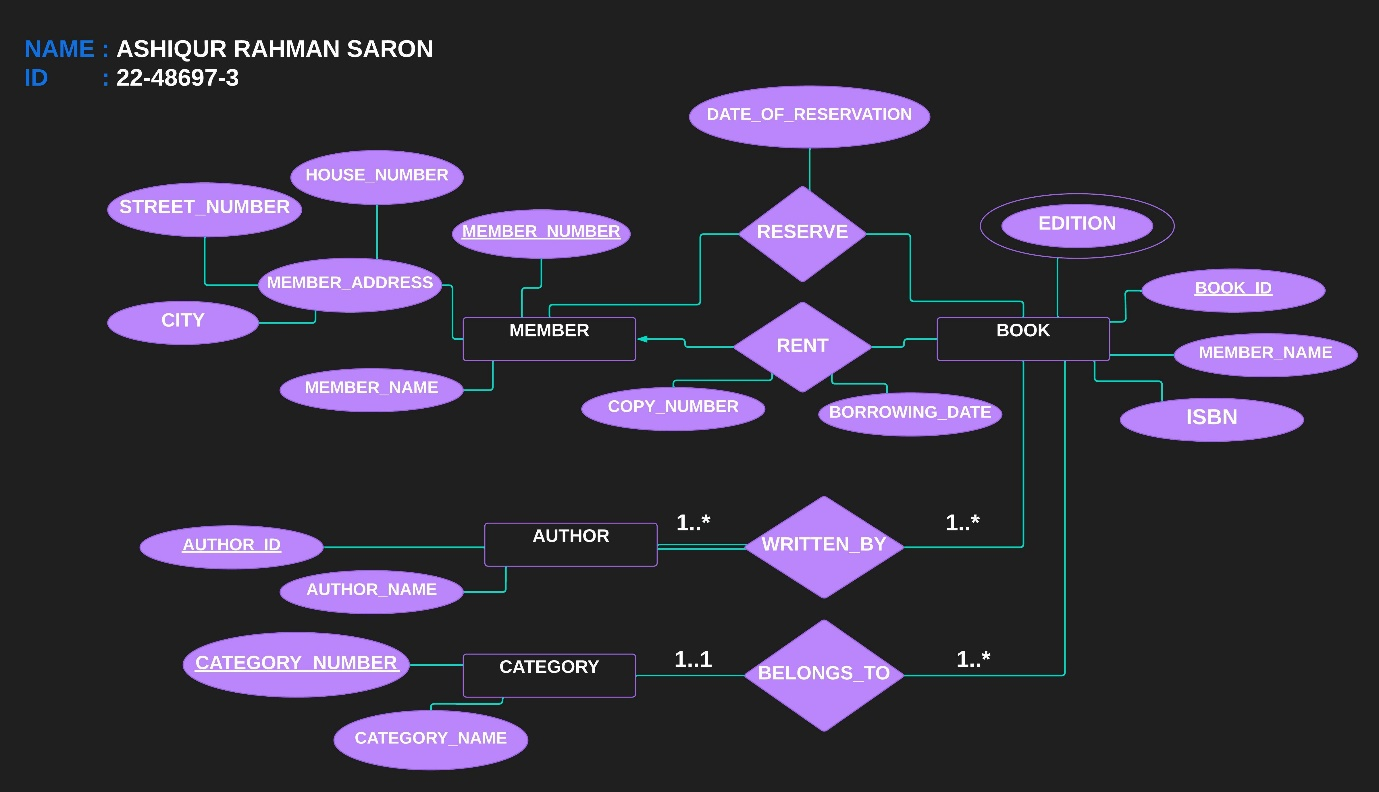 NAME : ASHIQUR RAHMAN SARON
ID : 22-48697-3
DATE_OF_RESERVATION
HOUSE_NUMBER
STREET_NUMBER
MEMBER_NUMBER
RESERVE
EDITION
MEMBER_ADDRESS
BOOK_ID
CITY
MEMBER
RENT
BOOK
MEMBER_NAME
MEMBER_NAME
COPY_NUMBER
BORROWING_DATE
ISBN
1..*
1..*
AUTHOR
WRITTEN_BY
AUTHOR_ID
AUTHOR_NAME
CATEGORY_NUMBER
CATEGORY
1..1
BELONGS_TO
1..*
CATEGORY_NAME